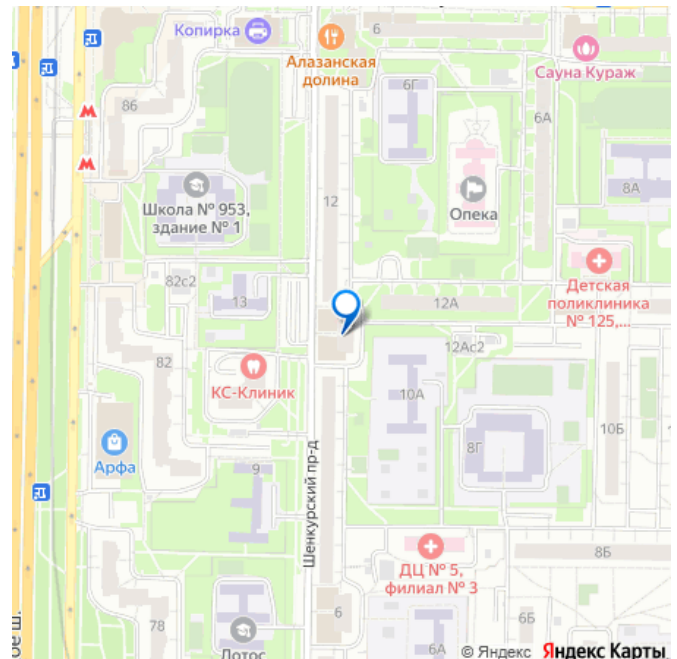 Копирка
6
Алазанская
долина
Сауна Кураж
86
6Г
6А
Школа № 953,
здание № 1
12
Опека
8А
Детская
поликлиника
№ 125,...
82с2
13
12А
12Ас2
82
КС-Клиник
10А
10Б
Арфа
8Г
9
Шенкурский пр-д
ДЦ № 5,
филиал № 3
8Б
78
6
6Б
6А
Лотос
ое ш.
© Яндекс Яндекс Карты